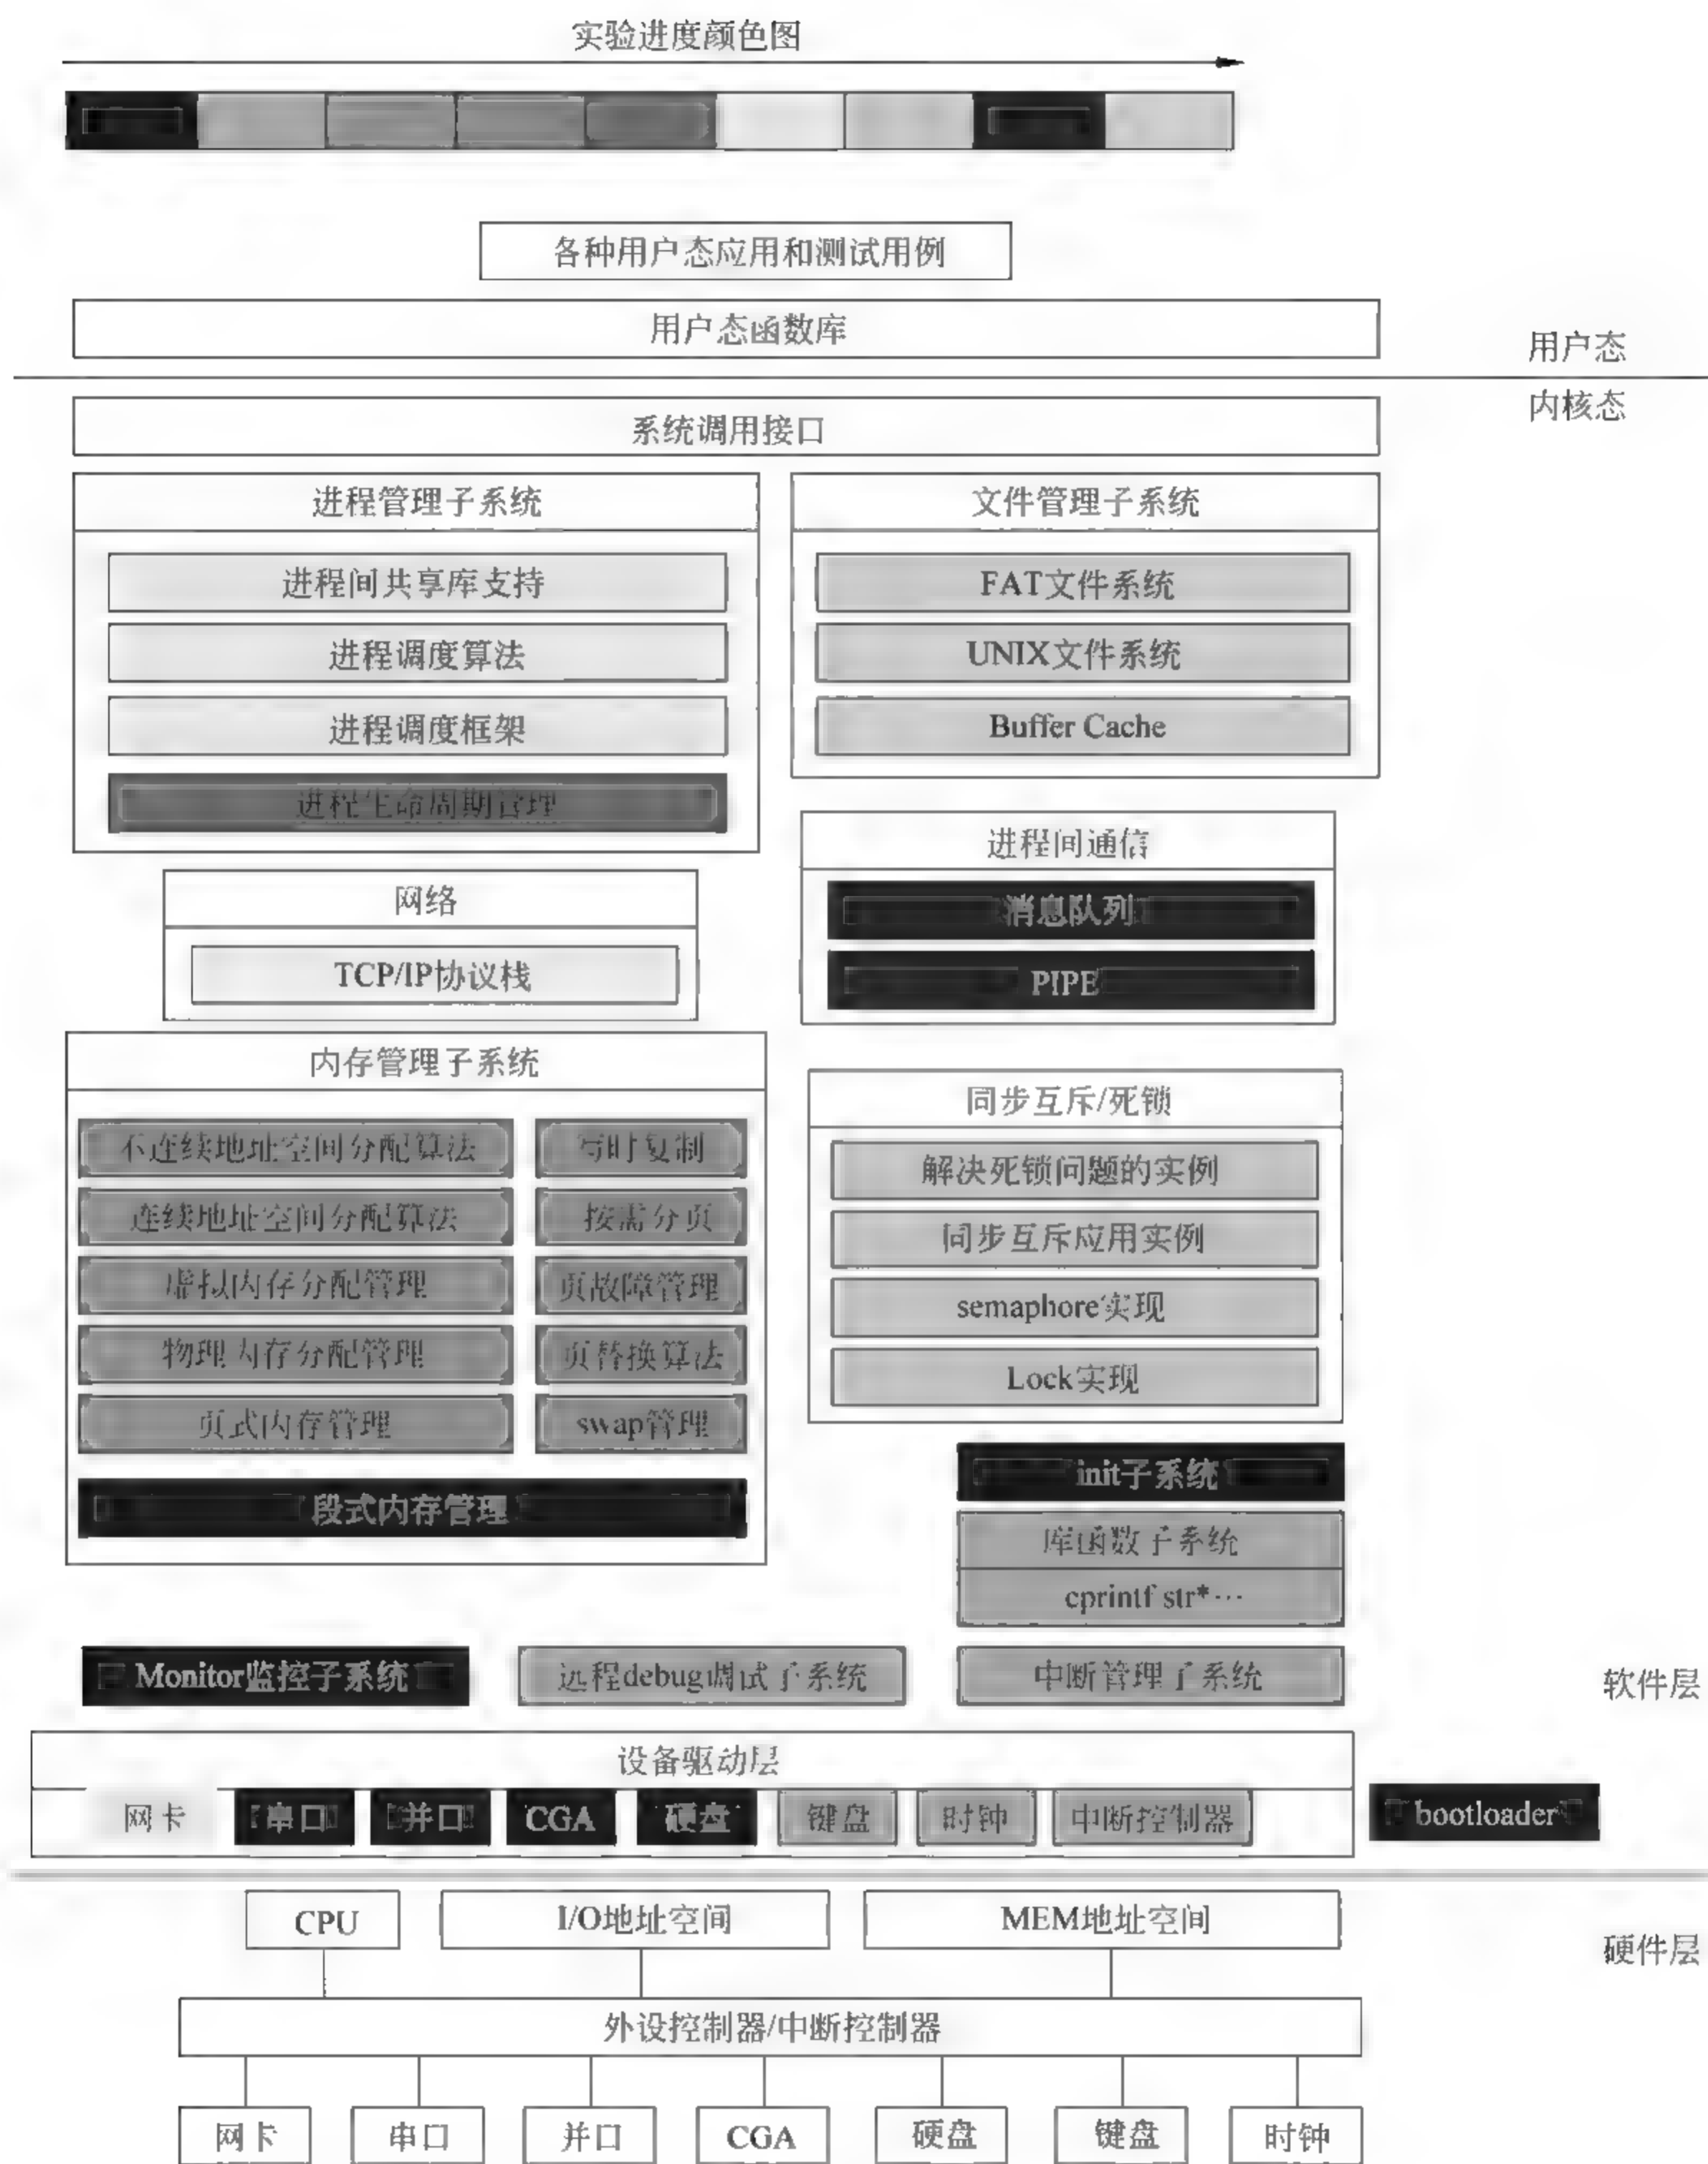 实验进度颜色图
各种用户态应用和测试用例
用户态函数库
用户态
内核态
系统调用接口
进程管理子系统
进程间共享库支持
进程调度算法
进程调度框架
进程生命周期管理
文件管理子系统
FAT文件系统
UNIX文件系统
Buffer Cache
进程间通信
消息队列
PIPE
网络
TCP/IP协议栈
内存管理子系统
不连续地址空间分配算法
写时复制
连续地址空间分配算法
按需分页
虚拟内存分配管理
页故障管理
物理内存分配管理
页替换算法
页式内存管理
swap管理
段式内存管理
同步互斥/死锁
解决死锁问题的实例
同步互斥应用实例
semaphore实现
Lock实现
init子系统
库函数子系统
cprintf str*…
Monitor监控子系统
远程debug调试子系统
中断管理子系统
软件层
设备驱动层
网卡
串口
并口
CGA
硬盘
键盘
时钟
中断控制器
bootloader
CPU
I/O地址空间
MEM地址空间
硬件层
外设控制器/中断控制器
网卡
串口
并口
CGA
硬盘
键盘
时钟